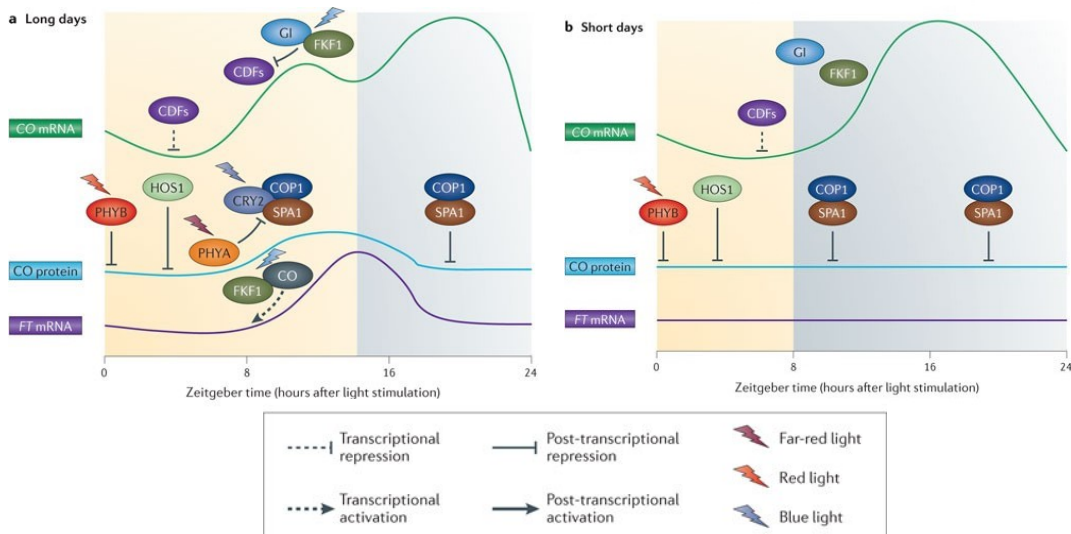 a Long days
GI
FKF1
CDFs
CDFs
CO mRNA
HOS1
PHYB
CRY2
COP1
SPA1
COP1
SPA1
PHYA
CO protein
FKF1
CO
FT mRNA
0
8
16
24
Zeitgeber time (hours after light stimulation)
b Short days
GI
FKF1
CDFs
CO mRNA
HOS1
PHYB
COP1
SPA1
COP1
SPA1
CO protein
FT mRNA
0
8
16
24
Zeitgeber time (hours after light stimulation)
Transcriptional
repression
Post-transcriptional
repression
Far-red light
Red light
Transcriptional
activation
Post-transcriptional
activation
Blue light